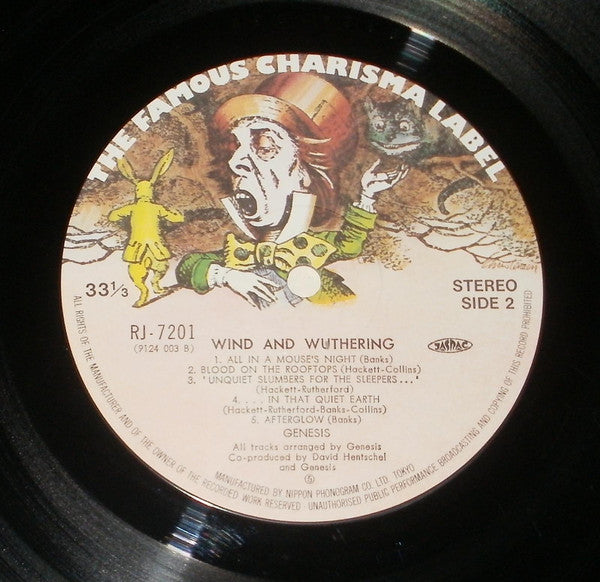 THE FAMOUS CHARISMA LABEL
33⅓
STEREO
SIDE 2
RJ-7201
(9124 003 B)
WIND AND WUTHERING
JASRAC
1. ALL IN A MOUSE'S NIGHT (Banks)
2. BLOOD ON THE ROOFTOPS (Hackett-Collins)
3. 'UNQUIET SLUMBERS FOR THE SLEEPERS...'
(Hackett-Rutherford)
4. ... IN THAT QUIET EARTH
(Hackett-Rutherford-Banks-Collins)
5. AFTERGLOW (Banks)
GENESIS
All tracks arranged by Genesis
Co-produced by David Hentschel
and Genesis
MANUFACTURED BY NIPPON PHONOGRAM CO. LTD. TOKYO
ALL RIGHTS OF THE MANUFACTURER AND OF THE OWNER OF THE RECORDED WORK RESERVED · UNAUTHORISED PUBLIC PERFORMANCE BROADCASTING AND COPYING OF THIS RECORD PROHIBITED